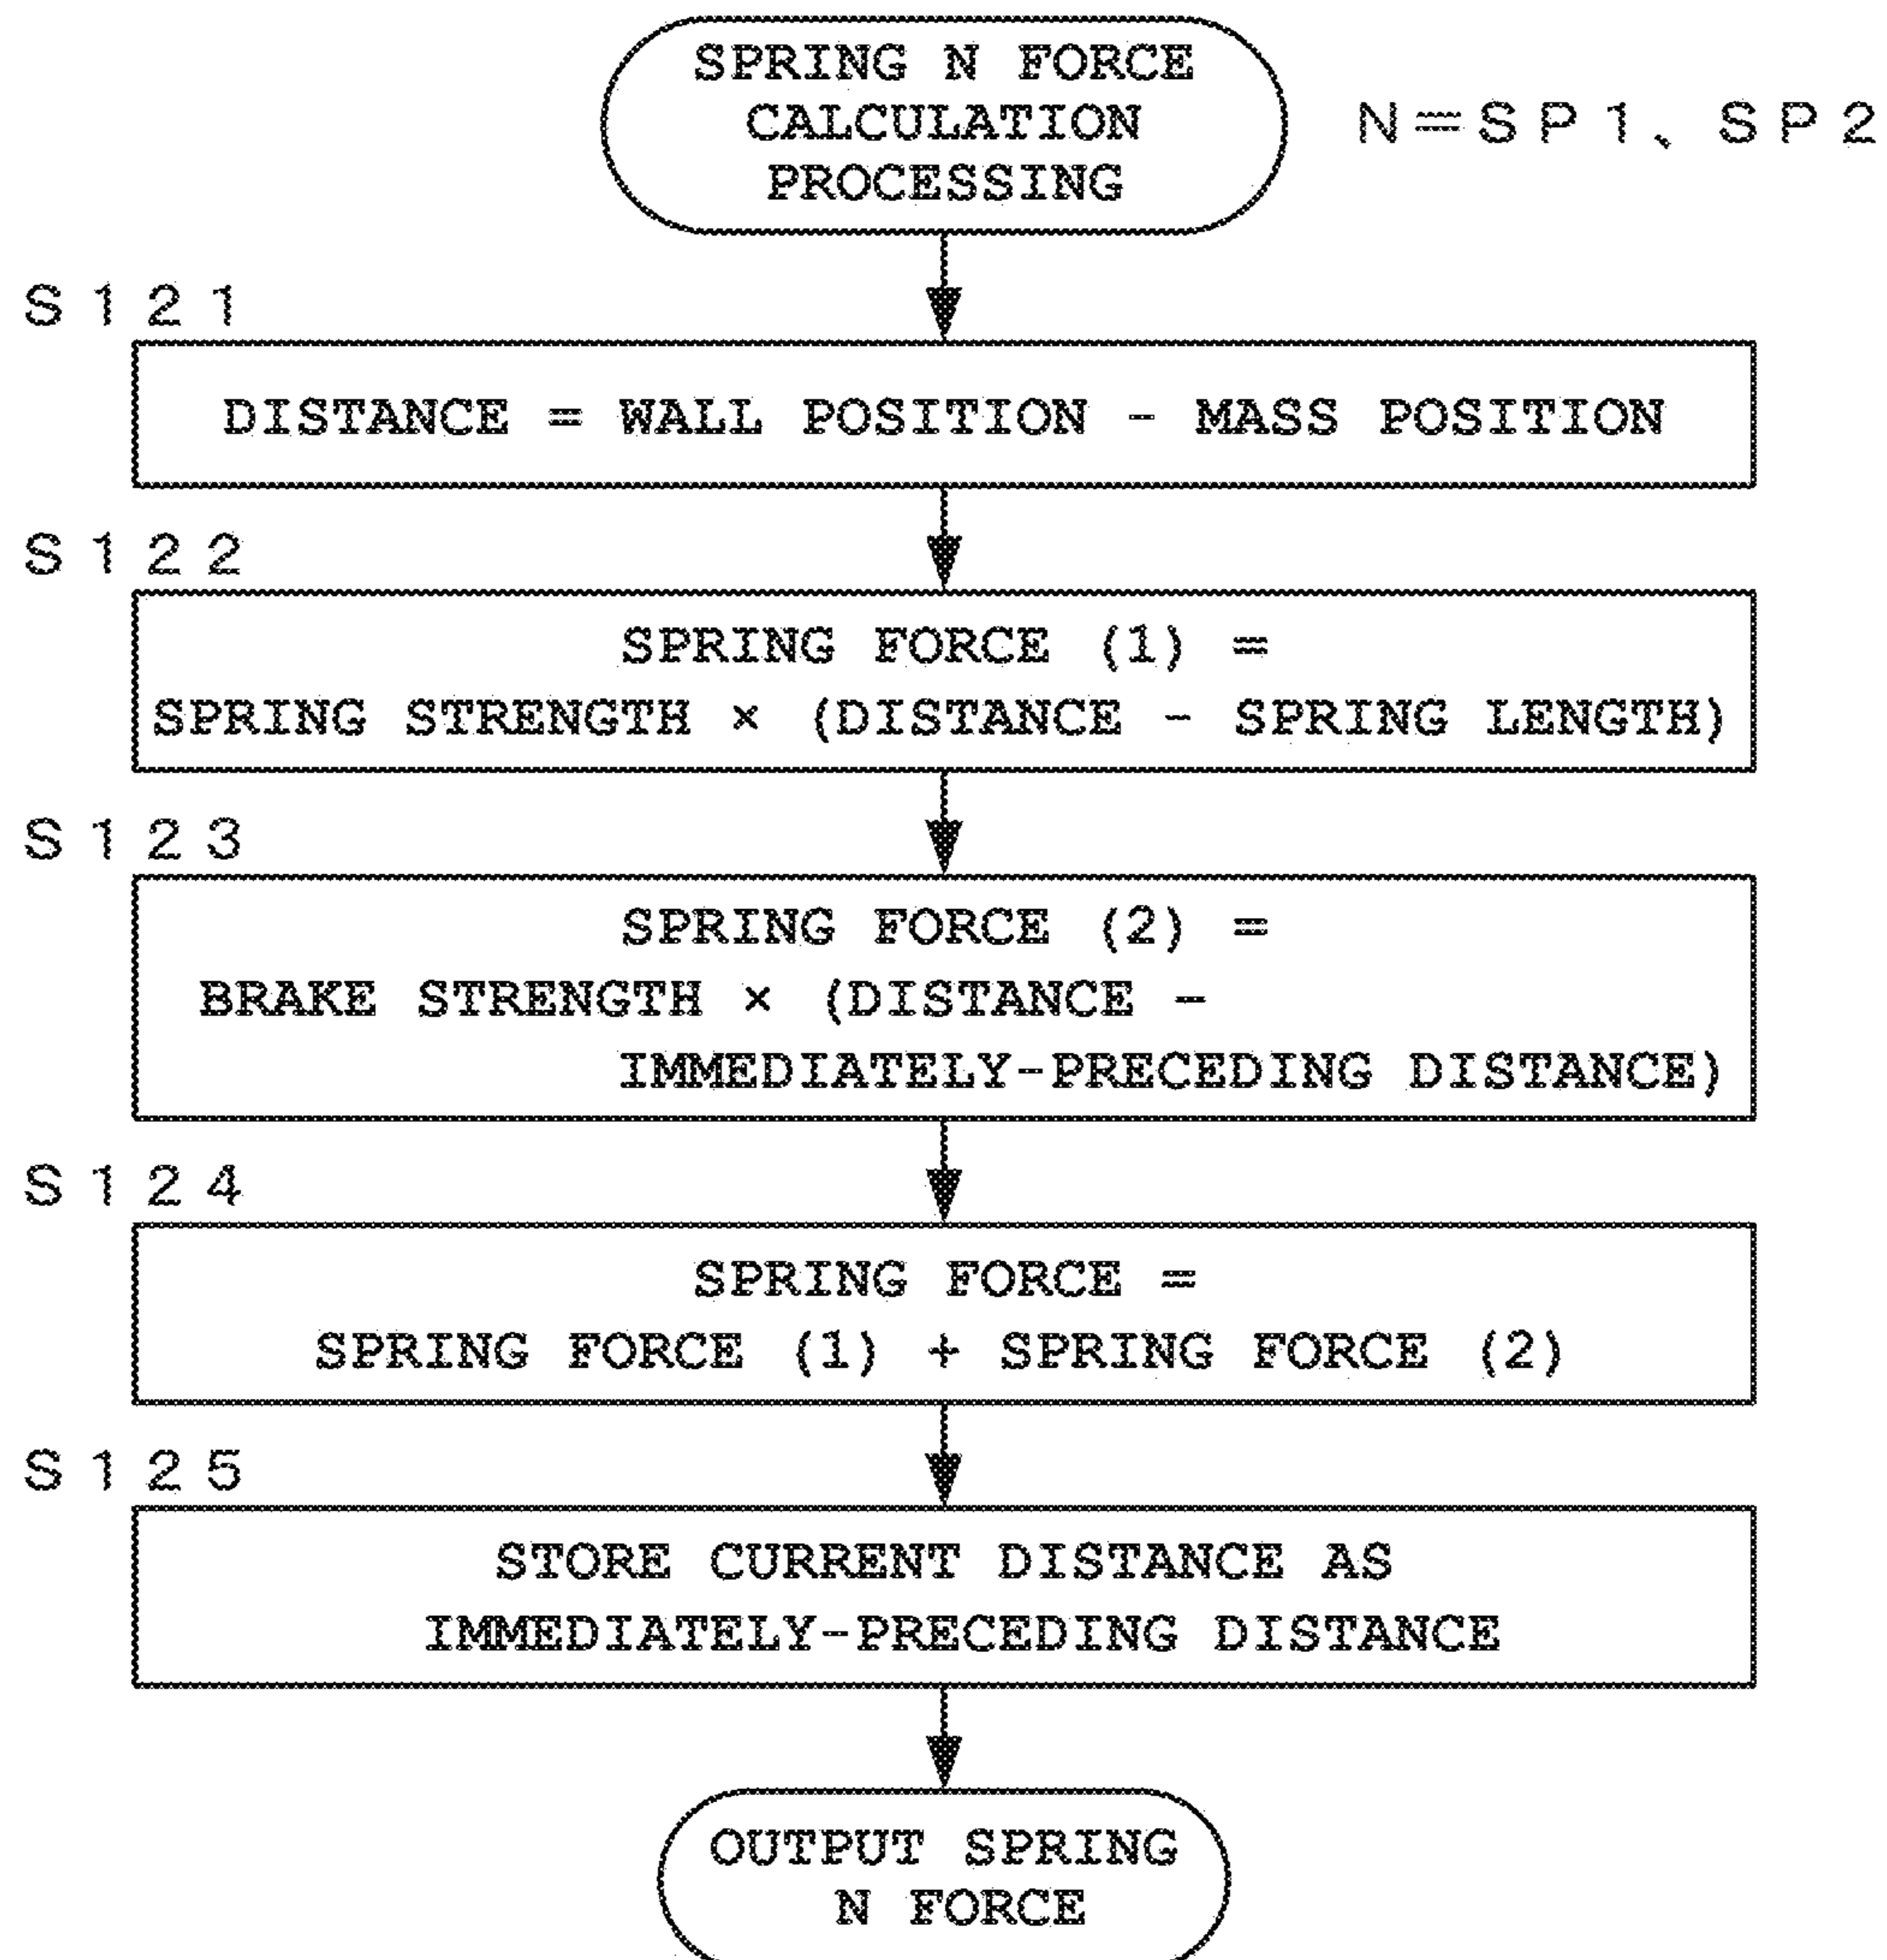 SPRING N FORCE
CALCULATION
PROCESSING
N=SP1、SP2
S121
DISTANCE = WALL POSITION - MASS POSITION
S122
SPRING FORCE (1) =
SPRING STRENGTH × (DISTANCE - SPRING LENGTH)
S123
SPRING FORCE (2) =
BRAKE STRENGTH × (DISTANCE -
IMMEDIATELY-PRECEDING DISTANCE)
S124
SPRING FORCE =
SPRING FORCE (1) + SPRING FORCE (2)
S125
STORE CURRENT DISTANCE AS
IMMEDIATELY-PRECEDING DISTANCE
OUTPUT SPRING
N FORCE